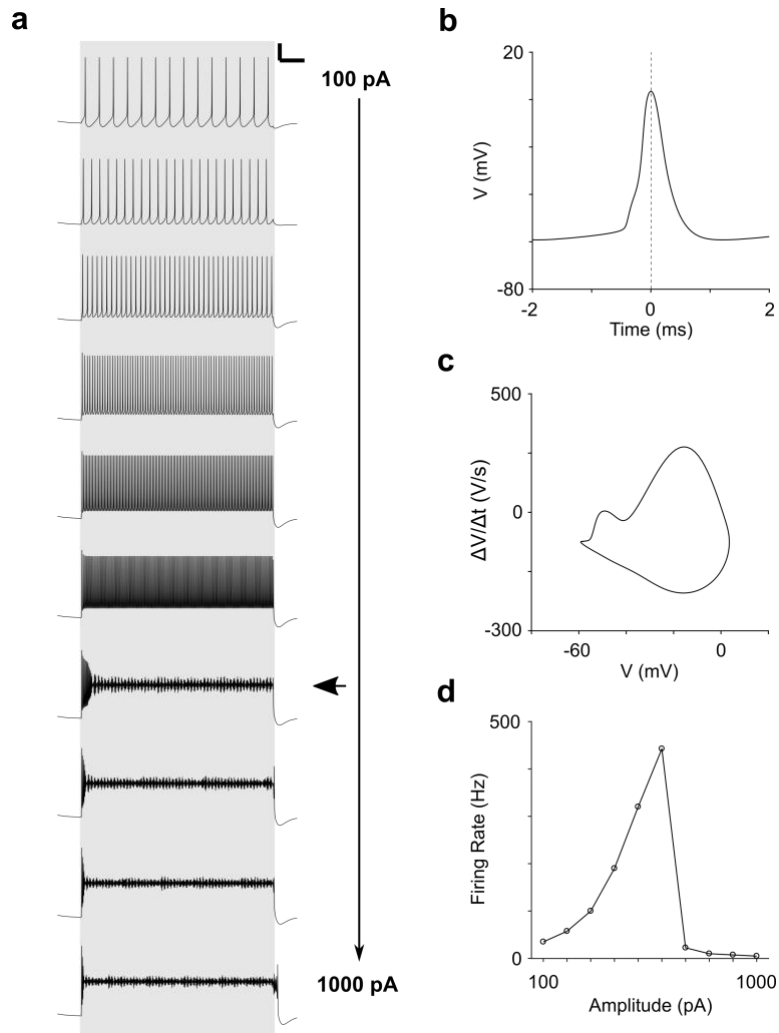 a
100 pA
1000 pA
b
20
V (mV)
-80
-2
0
2
Time (ms)
c
500
ΔV/Δt (V/s)
0
-300
-60
0
V (mV)
d
500
Firing Rate (Hz)
0
100
1000
Amplitude (pA)